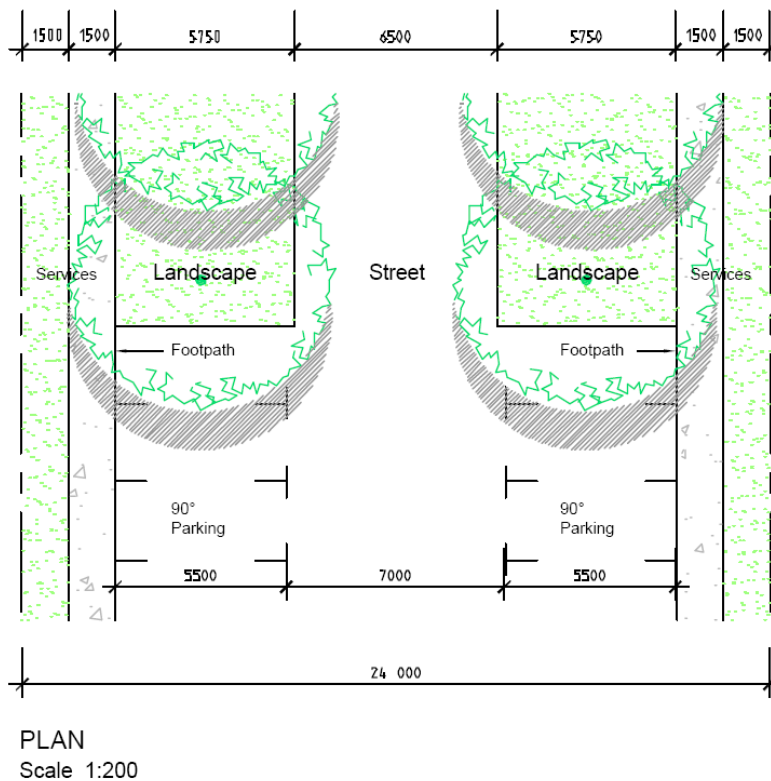 1500 1500 5750 6500 5750 1500 1500
Services Landscape Street Landscape Services
Footpath Footpath
90° 90°
Parking Parking
5500 7000 5500
24 000
PLAN
Scale 1:200